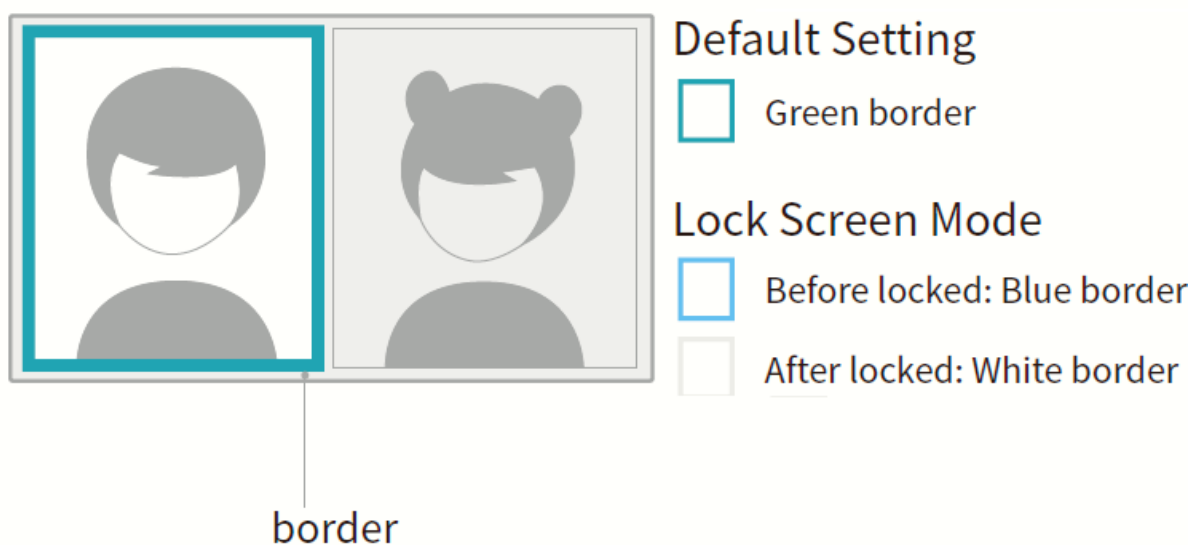 Default Setting
Green border
Lock Screen Mode
Before locked: Blue border
After locked: White border
border